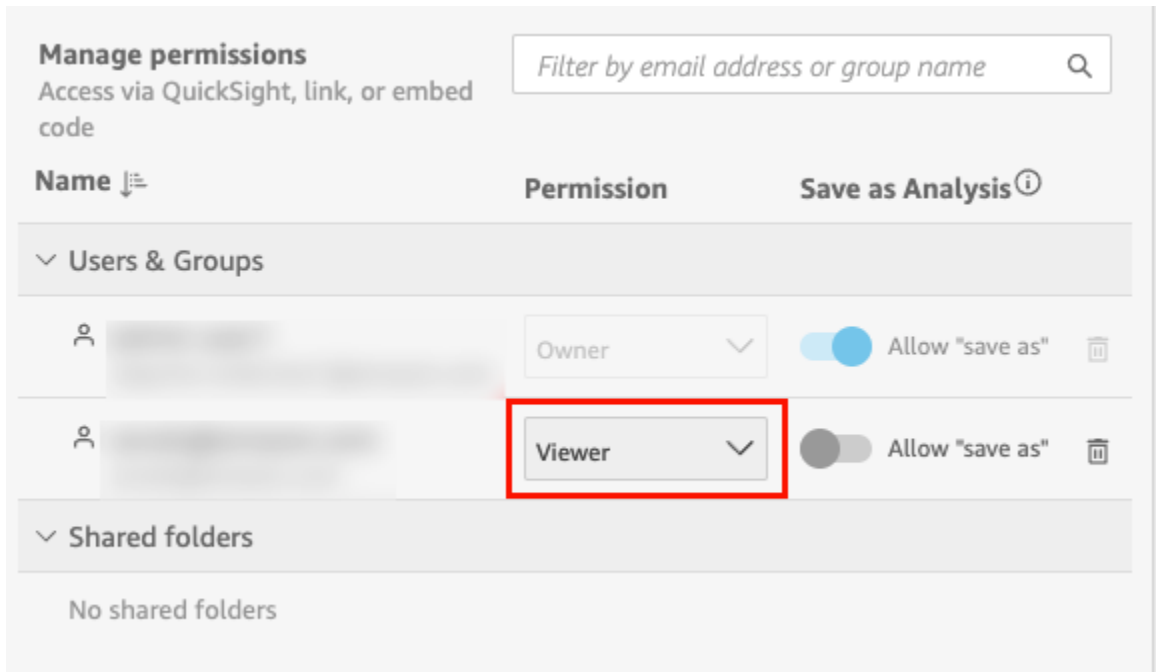 Manage permissions
Access via QuickSight, link, or embed
code
Filter by email address or group name
Name
Permission
Save as Analysis
Users & Groups
Owner
Allow "save as"
Viewer
Allow "save as"
Shared folders
No shared folders